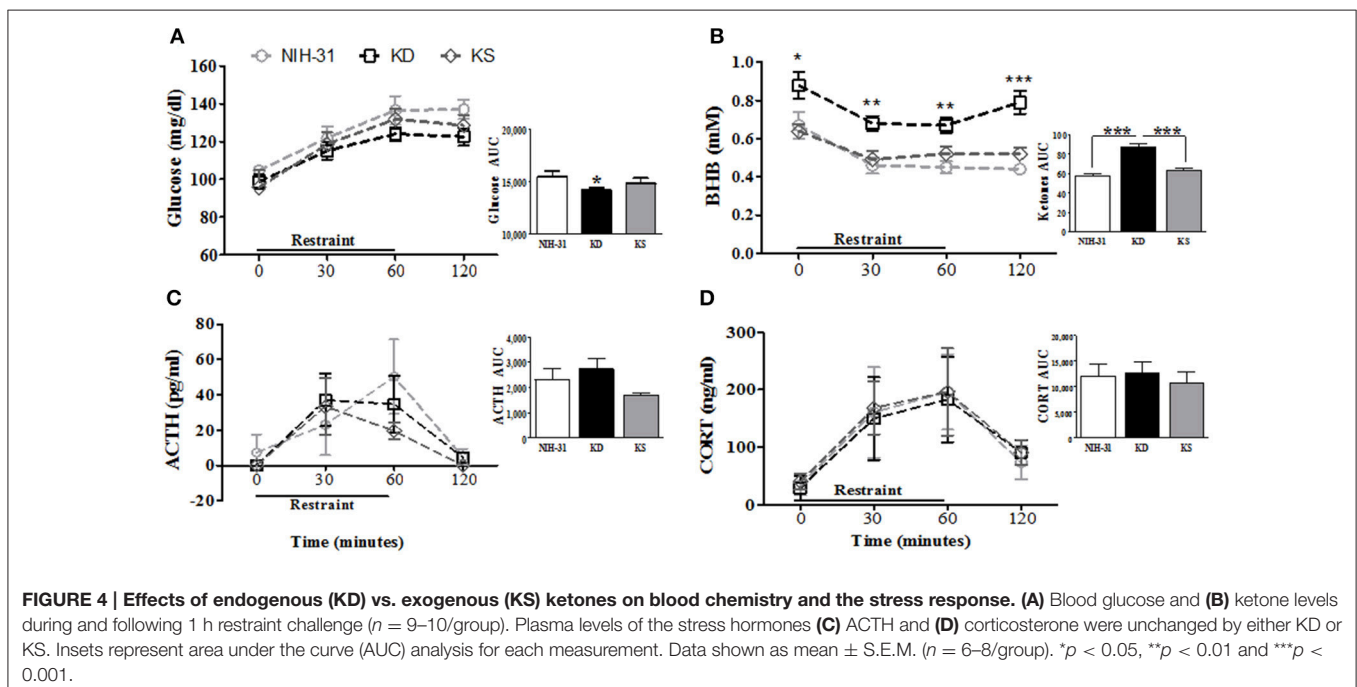 A
NIH-31 KD KS
Glucose (mg/dl)
160
140
120
100
80
60
Restraint
0 30 60 120
Glucose AUC
20,000
15,000
10,000
*
NIH-31 KD KS
B
BHB (mM)
1.0
0.8
0.6
0.4
0.2
0.0
* ** ** ***
Restraint
0 30 60 120
Ketones AUC
100
80
60
40
20
0
*** ***
NIH-31 KD KS
C
ACTH (pg/ml)
80
60
40
20
0
-20
0 30 60 120
Restraint
Time (minutes)
ACTH AUC
4,000
3,000
2,000
1,000
0
NIH-31 KD KS
D
CORT (ng/ml)
300
200
100
0
Restraint
0 30 60 120
Time (minutes)
CORT AUC
20,000
15,000
10,000
5,000
0
NIH-31 KD KS
FIGURE 4 | Effects of endogenous (KD) vs. exogenous (KS) ketones on blood chemistry and the stress response. (A) Blood glucose and (B) ketone levels
during and following 1 h restraint challenge (n = 9–10/group). Plasma levels of the stress hormones (C) ACTH and (D) corticosterone were unchanged by either KD or
KS. Insets represent area under the curve (AUC) analysis for each measurement. Data shown as mean ± S.E.M. (n = 6–8/group). *p < 0.05, **p < 0.01 and ***p <
0.001.